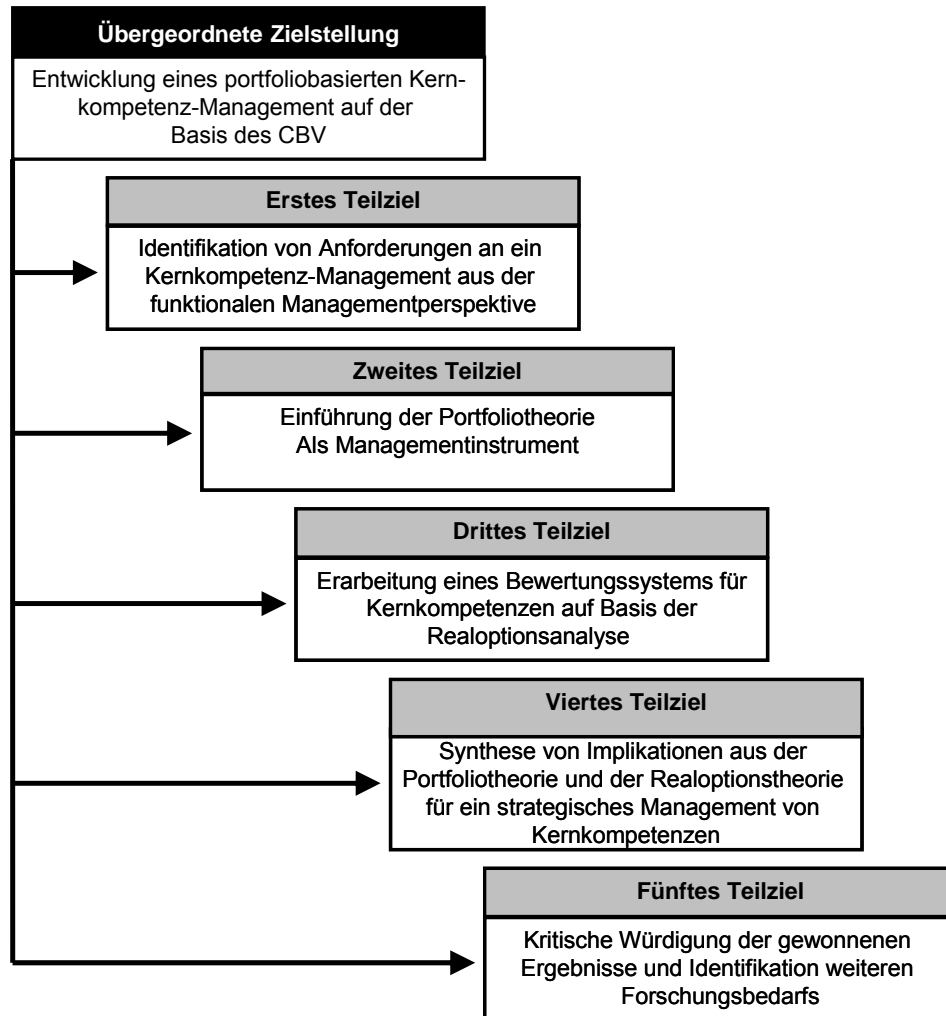 Übergeordnete Zielstellung
Entwicklung eines portfoliobasierten Kern-
kompetenz-Management auf der
Basis des CBV
Erstes Teilziel
Identifikation von Anforderungen an ein
Kernkompetenz-Management aus der
funktionalen Managementperspektive
Zweites Teilziel
Einführung der Portfoliotheorie
Als Managementinstrument
Drittes Teilziel
Erarbeitung eines Bewertungssystems für
Kernkompetenzen auf Basis der
Realoptionsanalyse
Viertes Teilziel
Synthese von Implikationen aus der
Portfoliotheorie und der Realoptionstheorie
für ein strategisches Management von
Kernkompetenzen
Fünftes Teilziel
Kritische Würdigung der gewonnenen
Ergebnisse und Identifikation weiteren
Forschungsbedarfs